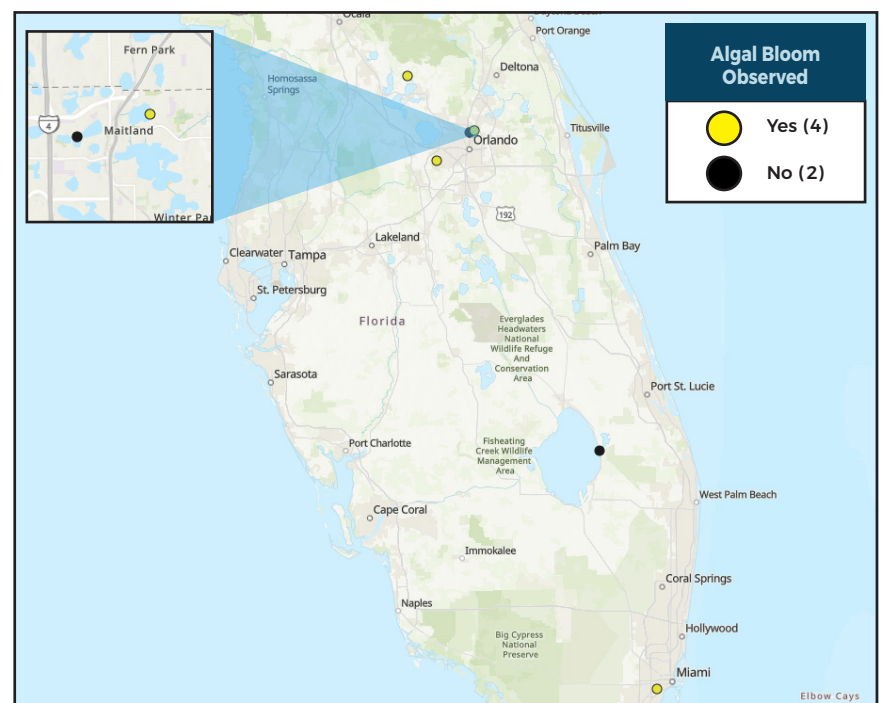 Ocala
Port Orange
Fern Park
Deltona
Homosassa
Springs
4
Maitland
Winter Pa
Orlando
Titusville
192
Lakeland
Clearwater
Tampa
Palm Bay
St. Petersburg
Florida
Everglades
Headwaters
National
Wildlife Refuge
And
Conservation
Area
Sarasota
Port St. Lucie
Port Charlotte
Fisheating
Creek Wildlife
Management
Area
West Palm Beach
Cape Coral
Immokalee
Coral Springs
Naples
Hollywood
Big Cypress
National
Preserve
Miami
Elbow Cays
Algal Bloom
Observed
Yes (4)
No (2)